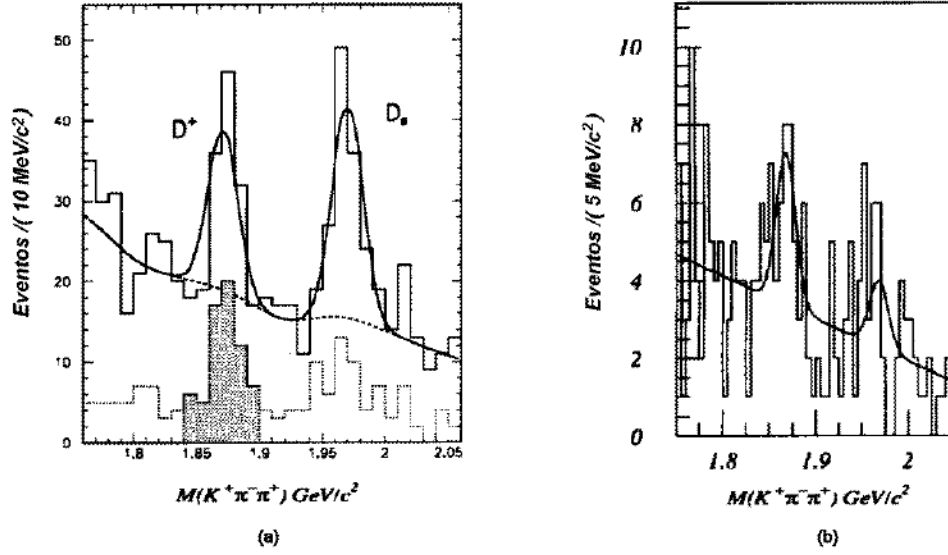 Eventos /( 10 MeV/c²)
50
40
30
20
10
0
D⁺
Dₛ
1.8
1.85
1.9
1.95
2
2.05
M(K⁺π⁻π⁺) GeV/c²
(a)
Eventos /( 5 MeV/c²)
10
8
6
4
2
0
1.8
1.9
2
M(K⁺π⁻π⁺) GeV/c²
(b)